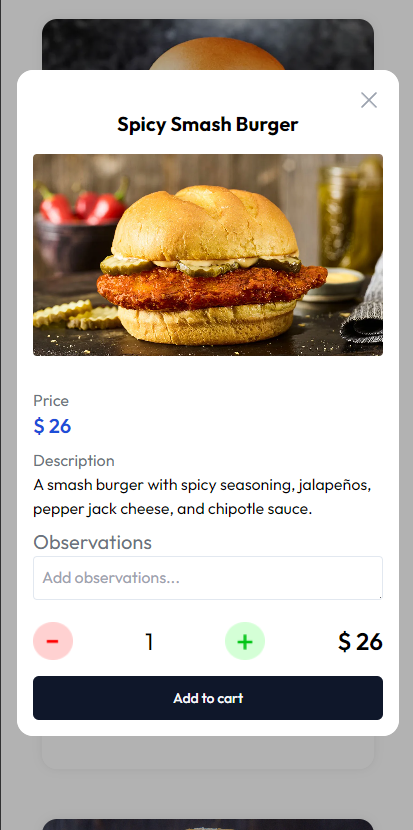 Spicy Smash Burger
Price
$ 26
Description
A smash burger with spicy seasoning, jalapeños,
pepper jack cheese, and chipotle sauce.
Observations
Add observations...
1
$ 26
Add to cart